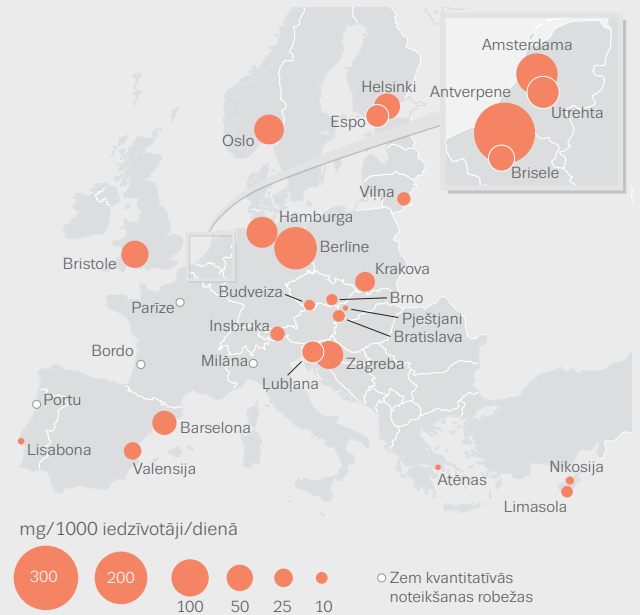 Amsterdama
Helsinki
Antverpene
Espo
Utrehta
Oslo
Brisele
Viļņa
Hamburga
Berlīne
Bristole
Krakova
Budveiza
Brno
Parīze
Pještjani
Insbruka
Bratislava
Bordo
Milāna
Zagreba
Ļubļana
Portu
Barselona
Lisabona
Valensija
Nikosija
Atēnas
Limasola
mg/1000 iedzīvotāji/dienā
300
200
100
50
25
10
Zem kvantitatīvās
noteikšanas robežas